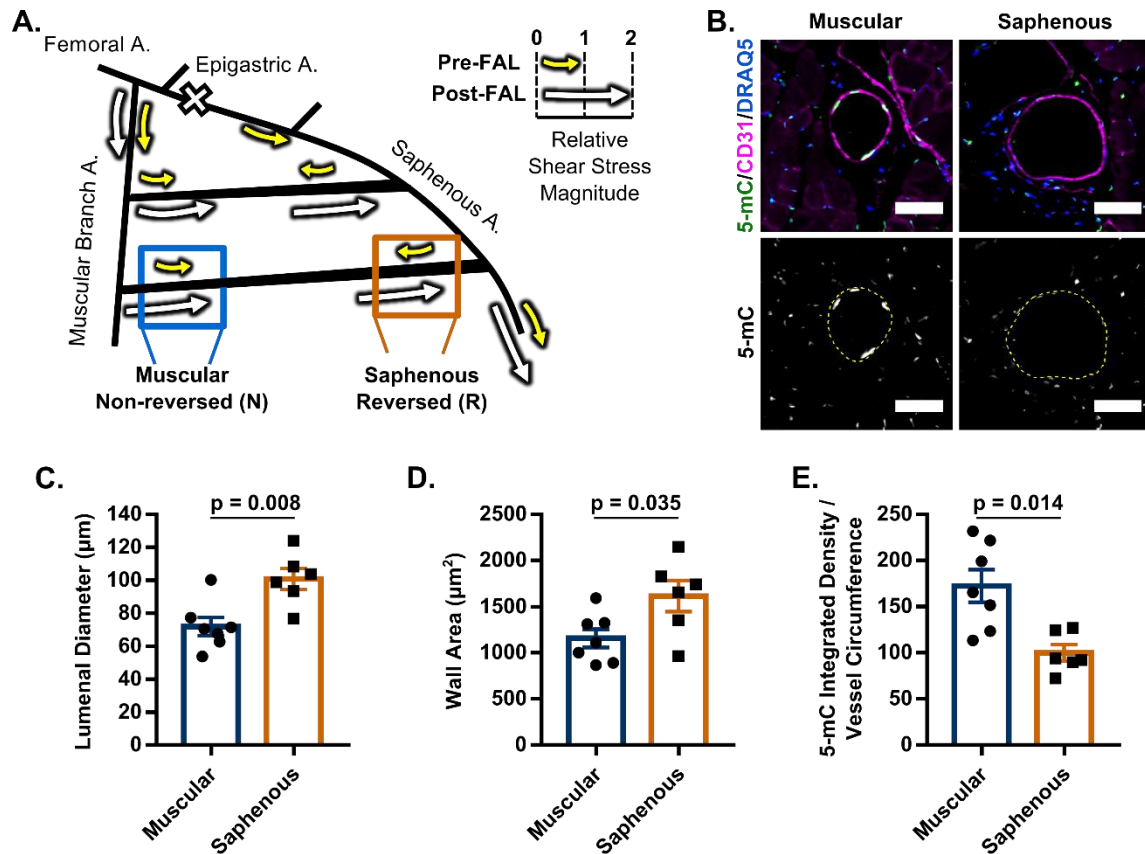 A.
Femoral A.
Epigastric A.
Muscular Branch A.
Saphenous A.
0 1 2
Pre-FAL
Post-FAL
Relative
Shear Stress
Magnitude
Muscular
Non-reversed (N)
Saphenous
Reversed (R)
B.
Muscular
Saphenous
5-mC/CD31/DRAQ5
5-mC
C.
p = 0.008
Lumenal Diameter (µm)
140
120
100
80
60
40
20
0
Muscular
Saphenous
D.
p = 0.035
Wall Area (µm²)
2500
2000
1500
1000
500
0
Muscular
Saphenous
E.
p = 0.014
5-mC Integrated Density /
Vessel Circumference
250
200
150
100
50
0
Muscular
Saphenous